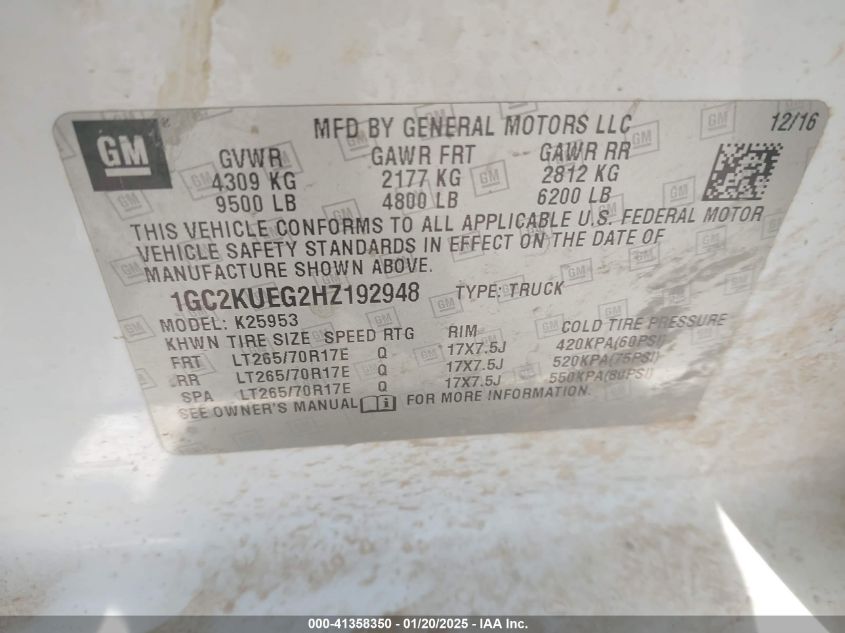 GM
MFD BY GENERAL MOTORS LLC 12/16
GVWR GAWR FRT GAWR RR
4309 KG 2177 KG 2812 KG
9500 LB 4800 LB 6200 LB
THIS VEHICLE CONFORMS TO ALL APPLICABLE U.S. FEDERAL MOTOR
VEHICLE SAFETY STANDARDS IN EFFECT ON THE DATE OF
MANUFACTURE SHOWN ABOVE.
1GC2KUEG2HZ192948 TYPE: TRUCK
MODEL: K25953
KHWN TIRE SIZE SPEED RTG RIM COLD TIRE PRESSURE
FRT LT265/70R17E Q 17X7.5J 420KPA(60PSI)
RR LT265/70R17E Q 17X7.5J 520KPA(75PSI)
SPA LT265/70R17E Q 17X7.5J 550KPA(80PSI)
SEE OWNER'S MANUAL i FOR MORE INFORMATION.
000-41358350 - 01/20/2025 - IAA Inc.